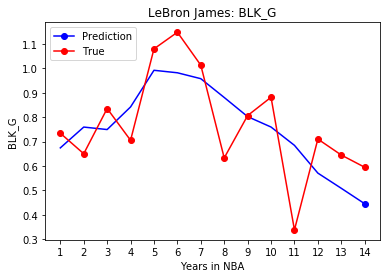 LeBron James: BLK_G
Prediction
True
BLK_G
1.1
1.0
0.9
0.8
0.7
0.6
0.5
0.4
0.3
1 2 3 4 5 6 7 8 9 10 11 12 13 14
Years in NBA